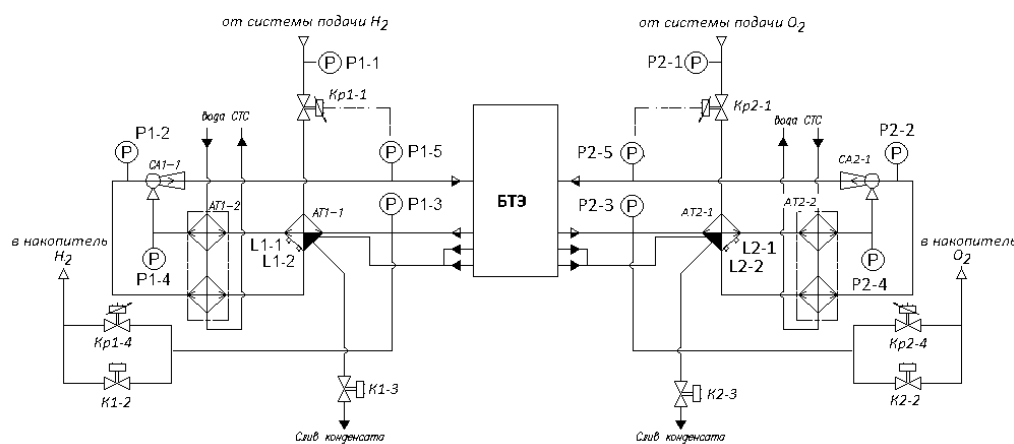 от системы подачи H2
от системы подачи O2
P P1-1
P2-1 P
Кр1-1
Кр2-1
вода СТС
вода СТС
P1-2
P
СА1-1
P P1-5
P2-5
P
P2-2
P
СА2-1
АТ1-2
АТ1-1
P P1-3
БТЭ
P2-3
P
АТ2-1
АТ2-2
в накопитель
H2
L1-1
L1-2
P
P1-4
L2-1
L2-2
P
P2-4
в накопитель
O2
Кр1-4
К1-2
К1-3
Слив конденсата
Кр2-4
К2-2
К2-3
Слив конденсата